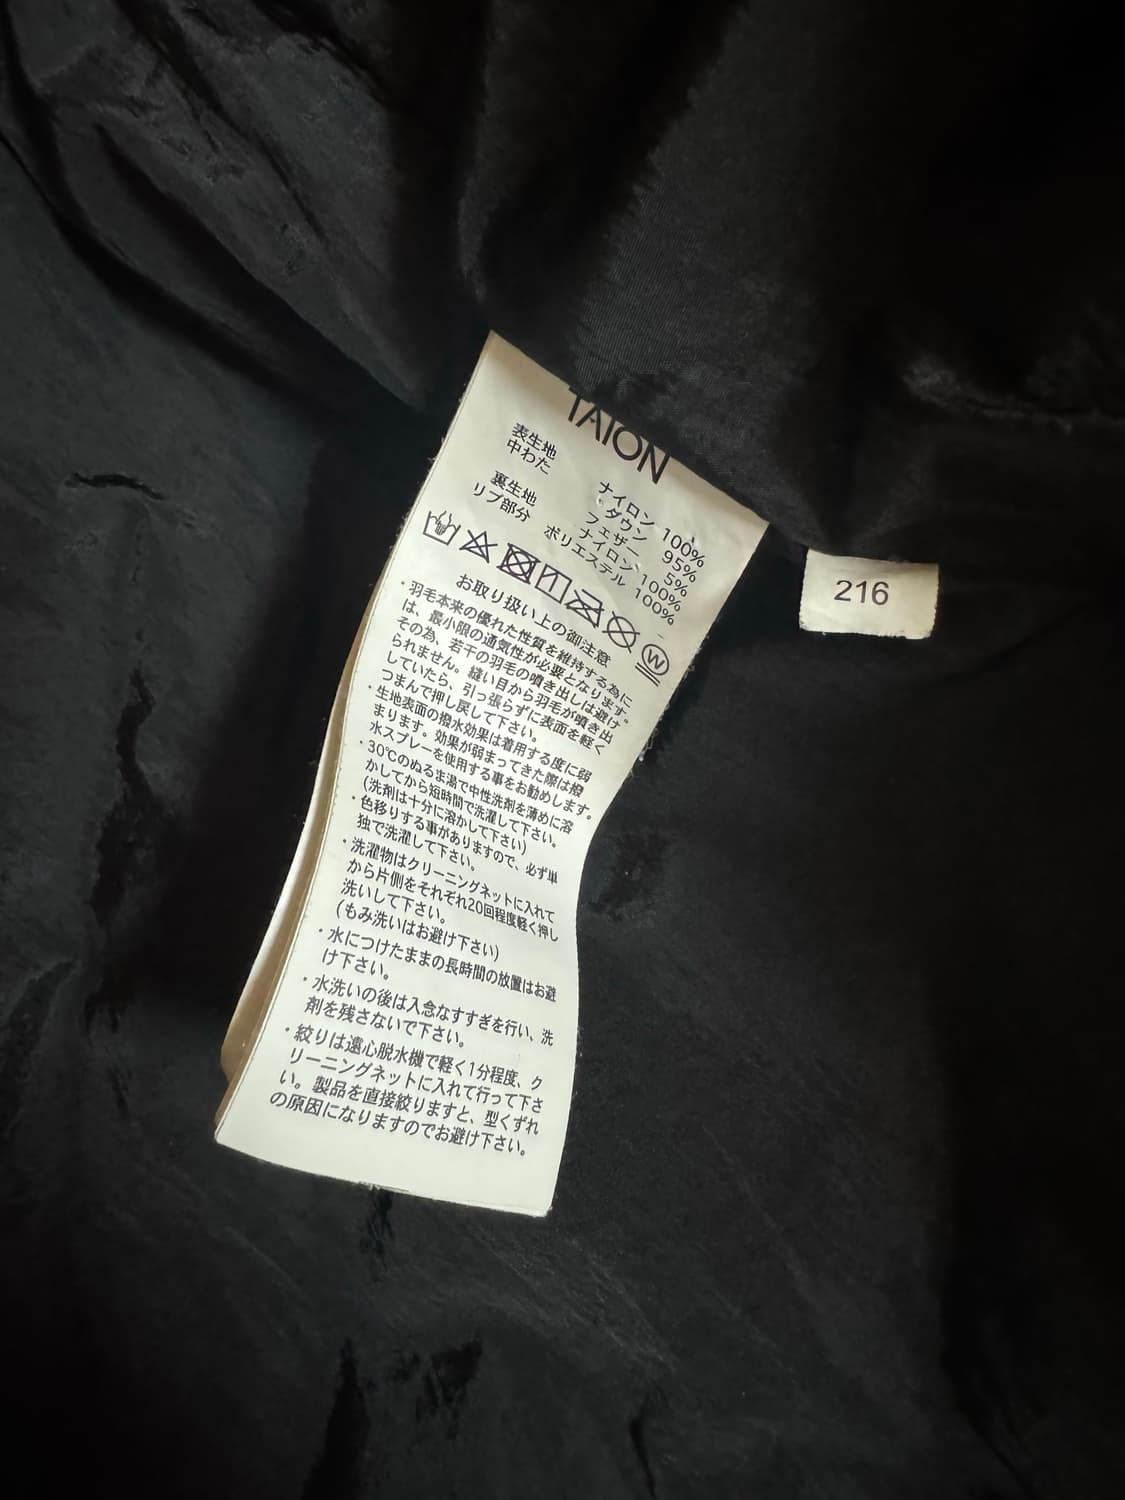 TAION
表生地 ナイロン 100%
中わた ダウン 95%
フェザー 5%
裏生地 ナイロン 100%
リブ部分 ポリエステル 100%
W
お取り扱い上の御注意
・羽毛本来の優れた性質を維持する為に
は、最小限の通気性が必要となります。
その為、若干の羽毛の噴き出しは避け
られません。縫い目から羽毛が噴き出
していたら、引っ張らずに表面を軽く
つまんで押し戻して下さい。
・生地表面の撥水効果は着用する度に弱
まります。効果が弱まってきた際は撥
水スプレーを使用する事をお勧めします。
・30℃のぬるま湯で中性洗剤を薄めに溶
かしてから短時間で洗濯して下さい。
(洗剤は十分に溶かして下さい)
・色移りする事がありますので、必ず単
独で洗濯して下さい。
・洗濯物はクリーニングネットに入れて
から片側をそれぞれ20回程度軽く押し
洗いして下さい。
(もみ洗いはお避け下さい)
・水につけたままの長時間の放置はお避
け下さい。
・水洗いの後は入念なすすぎを行い、洗
剤を残さないで下さい。
・絞りは遠心脱水機で軽く1分程度、ク
リーニングネットに入れて行って下さ
い。製品を直接絞りますと、型くずれ
の原因になりますのでお避け下さい。
216